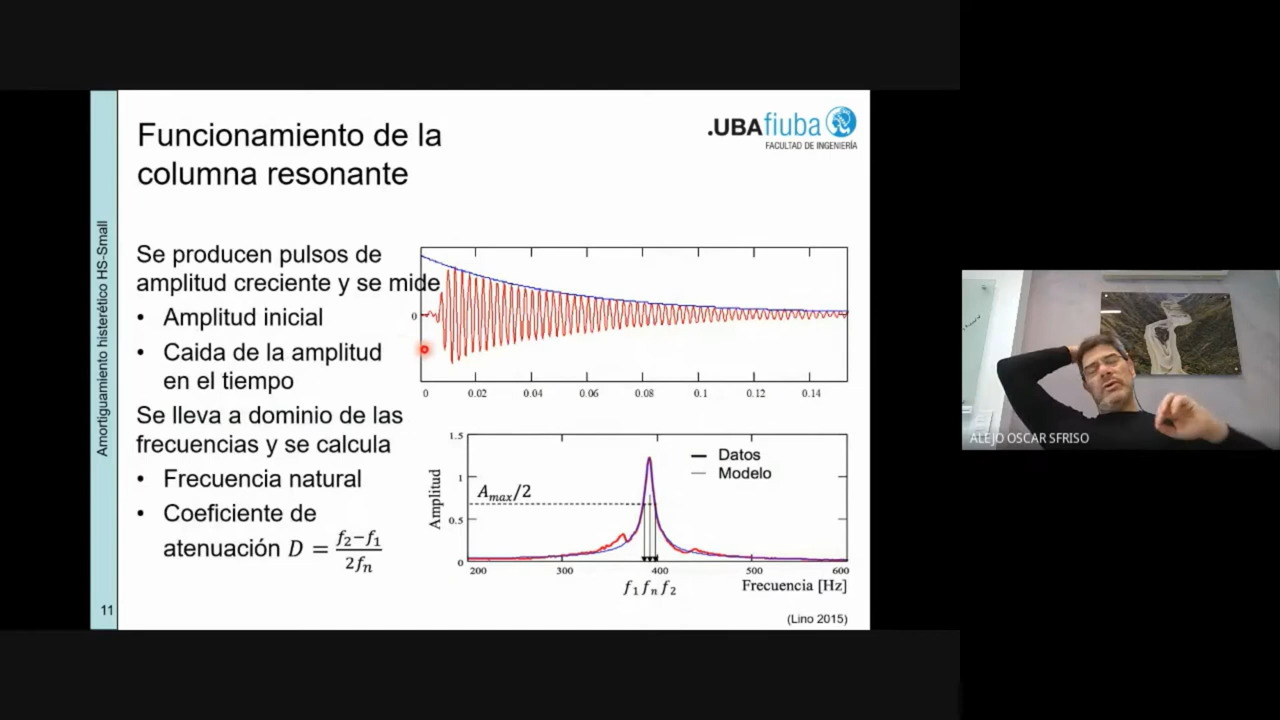 Funcionamiento de la
columna resonante
.UBAfiuba
FACULTAD DE INGENIERÍA
Amortiguamiento histerético HS-Small
Se producen pulsos de
amplitud creciente y se mide
• Amplitud inicial
• Caida de la amplitud
en el tiempo
Se lleva a dominio de las
frecuencias y se calcula
• Frecuencia natural
• Coeficiente de
atenuación D = f₂−f₁ / 2fₙ
0
0 0.02 0.04 0.06 0.08 0.1 0.12 0.14
1.5
1
0.5
0
Amplitud
Aₘₐₓ/2
Datos
Modelo
200 300 400 500 600
f₁ fₙ f₂
Frecuencia [Hz]
(Lino 2015)
11
ALEJO OSCAR SFRISO